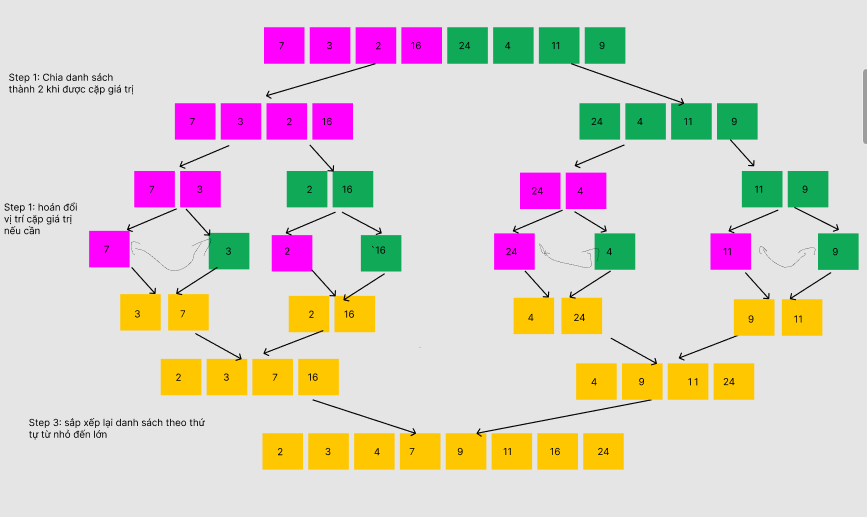 7 3 2 16 24 4 11 9
Step 1: Chia danh sách
thành 2 khi được cặp giá trị
7 3 2 16 24 4 11 9
7 3 2 16 24 4 11 9
Step 1: hoán đổi
vị trí cặp giá trị
nếu cần
7 3 2 `16 24 4 11 9
3 7 2 16 4 24 9 11
2 3 7 16 4 9 11 24
Step 3: sắp xếp lại danh sách theo thứ
tự từ nhỏ đến lớn
2 3 4 7 9 11 16 24